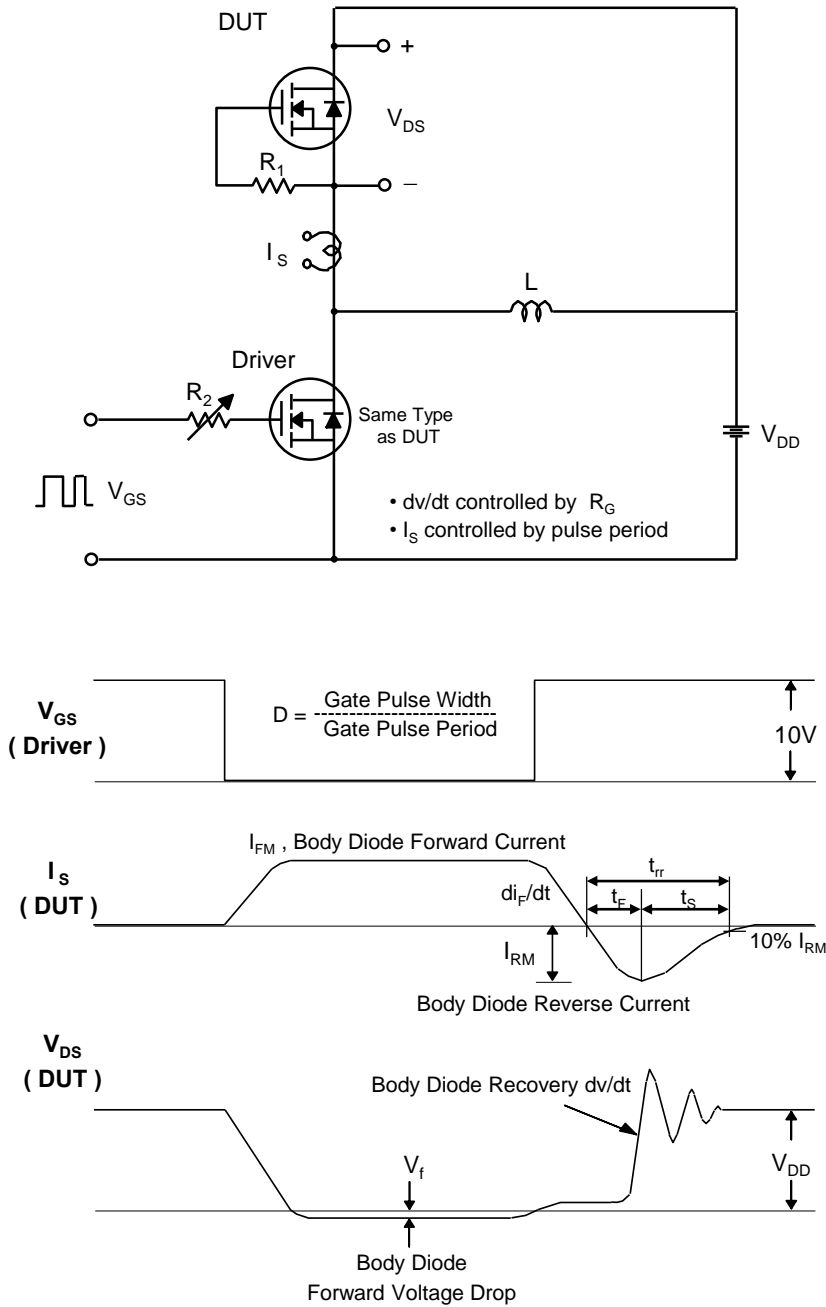 DUT
+
V_DS
R_1
−
I_S
L
Driver
R_2
Same Type
as DUT
V_DD
V_GS
• dv/dt controlled by R_G
• I_S controlled by pulse period
V_GS
( Driver )
D = Gate Pulse Width
Gate Pulse Period
10V
I_S
( DUT )
I_FM , Body Diode Forward Current
di_F/dt
t_rr
t_F
t_S
I_RM
10% I_RM
Body Diode Reverse Current
V_DS
( DUT )
Body Diode Recovery dv/dt
V_f
V_DD
Body Diode
Forward Voltage Drop